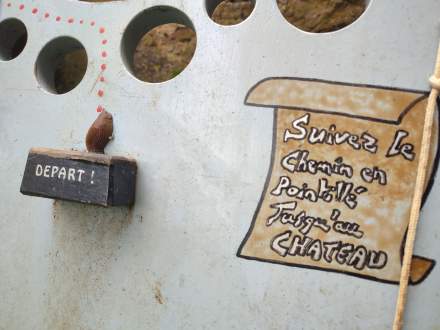 DEPART !
Suivez Le
Chemin en
Pointillé
Jusqu'au
CHATEAU